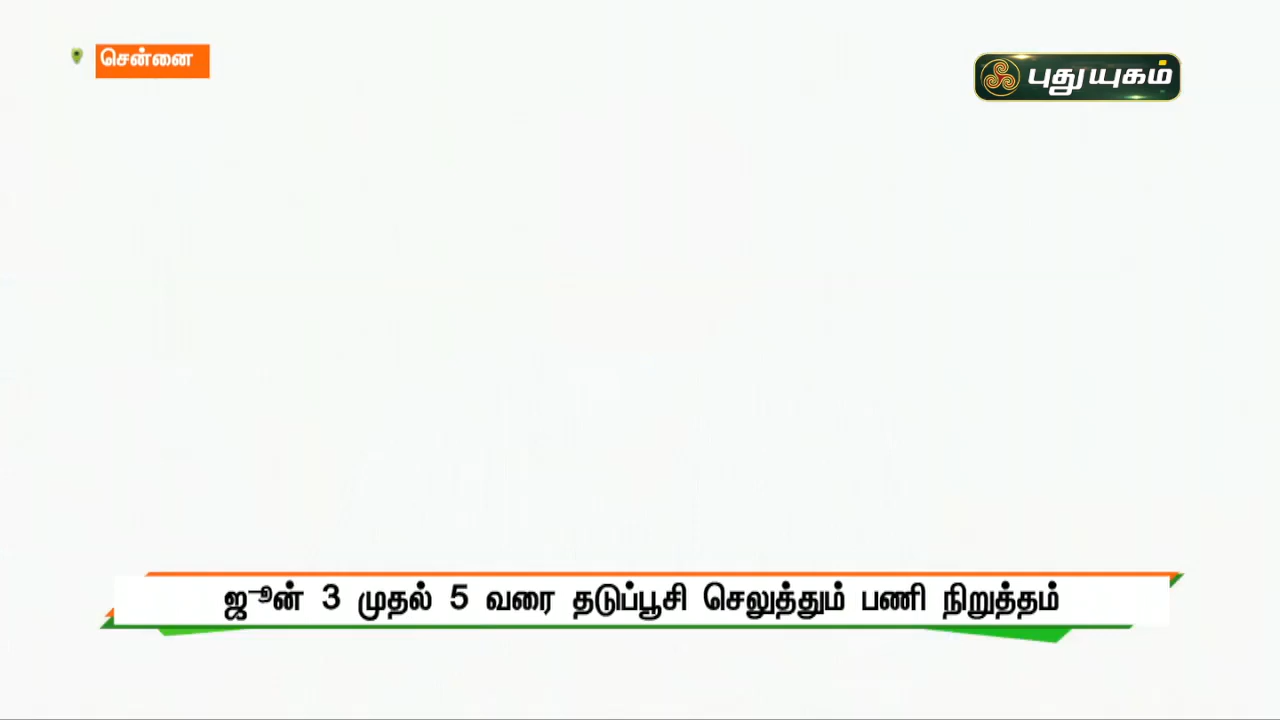 சென்னை
புதுயுகம்
ஜூன் 3 முதல் 5 வரை தடுப்பூசி செலுத்தும் பணி நிறுத்தம்